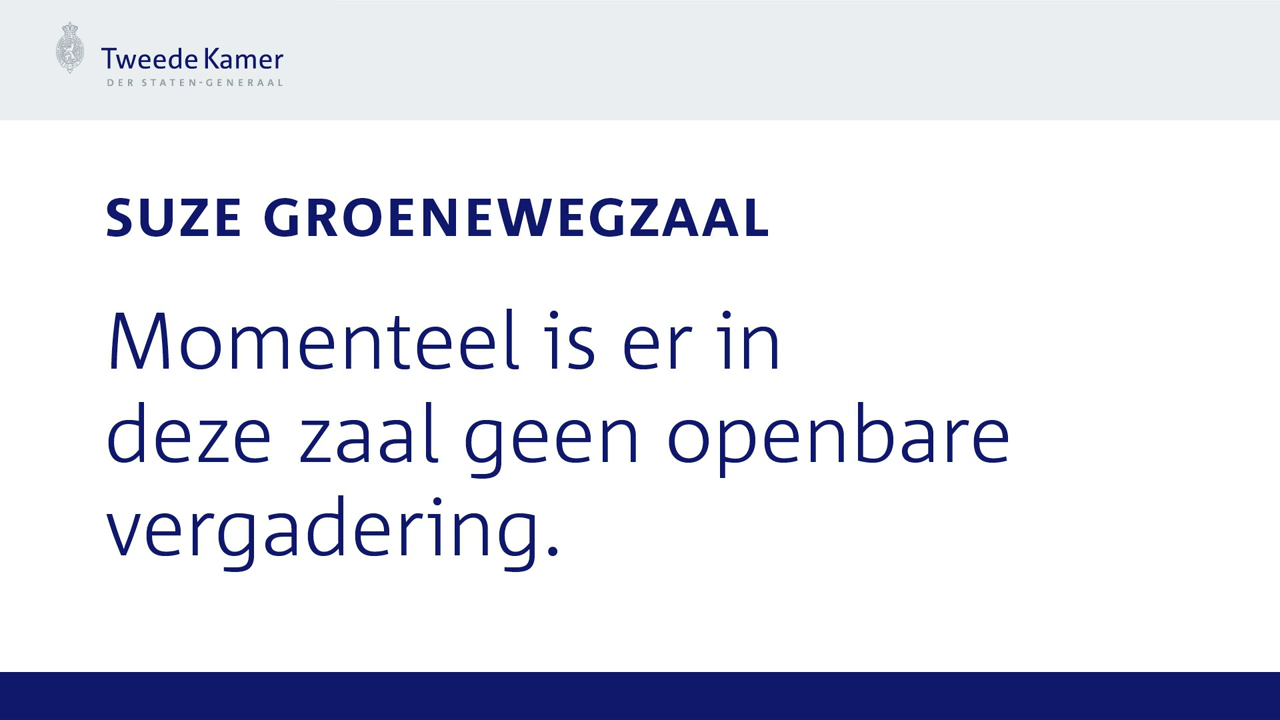 Tweede Kamer
DER STATEN-GENERAAL
SUZE GROENEWEGZAAL
Momenteel is er in
deze zaal geen openbare
vergadering.